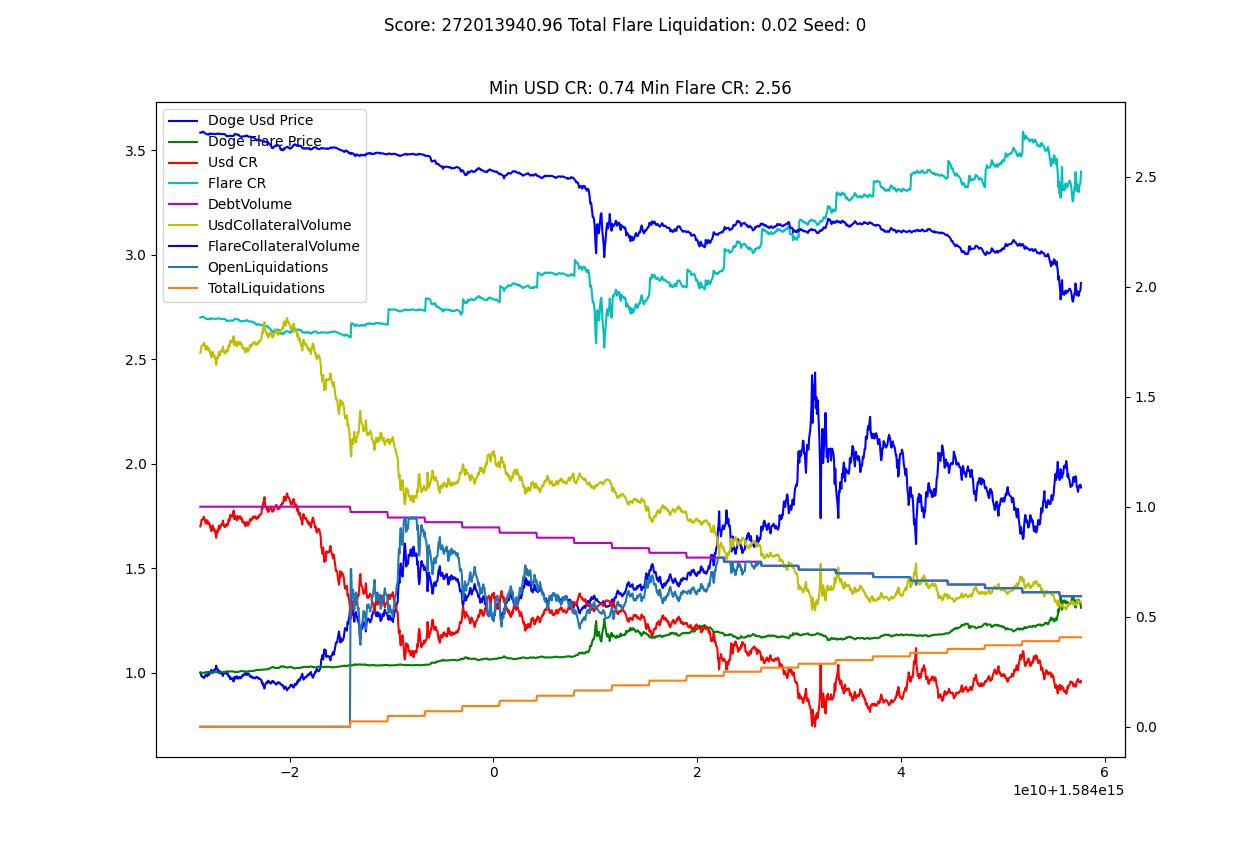 Score: 272013940.96 Total Flare Liquidation: 0.02 Seed: 0
Min USD CR: 0.74 Min Flare CR: 2.56
Doge Usd Price
Doge Flare Price
Usd CR
Flare CR
DebtVolume
UsdCollateralVolume
FlareCollateralVolume
OpenLiquidations
TotalLiquidations
3.5
3.0
2.5
2.0
1.5
1.0
2.5
2.0
1.5
1.0
0.5
0.0
−2
0
2
4
6
1e10+1.584e15